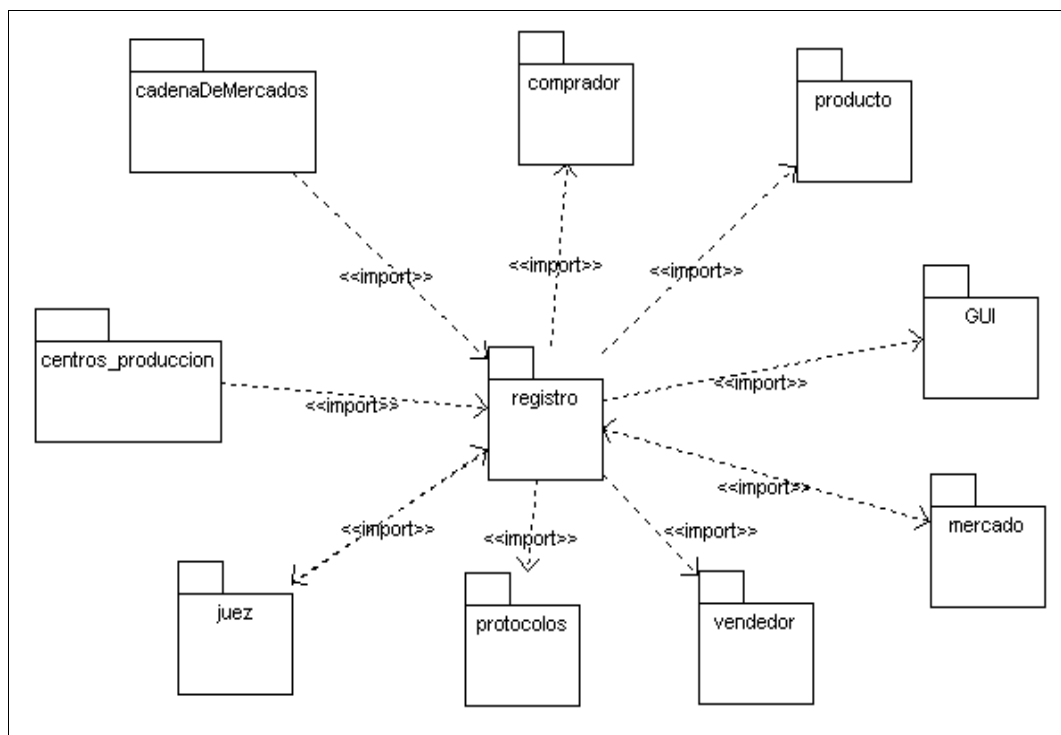 cadenaDeMercados
comprador
producto
<<import>>
<<import>>
<<import>>
GUI
centros_produccion
<<import>>
registro
<<import>>
<<import>>
mercado
<<import>>
<<import>>
<<import>>
juez
protocolos
vendedor